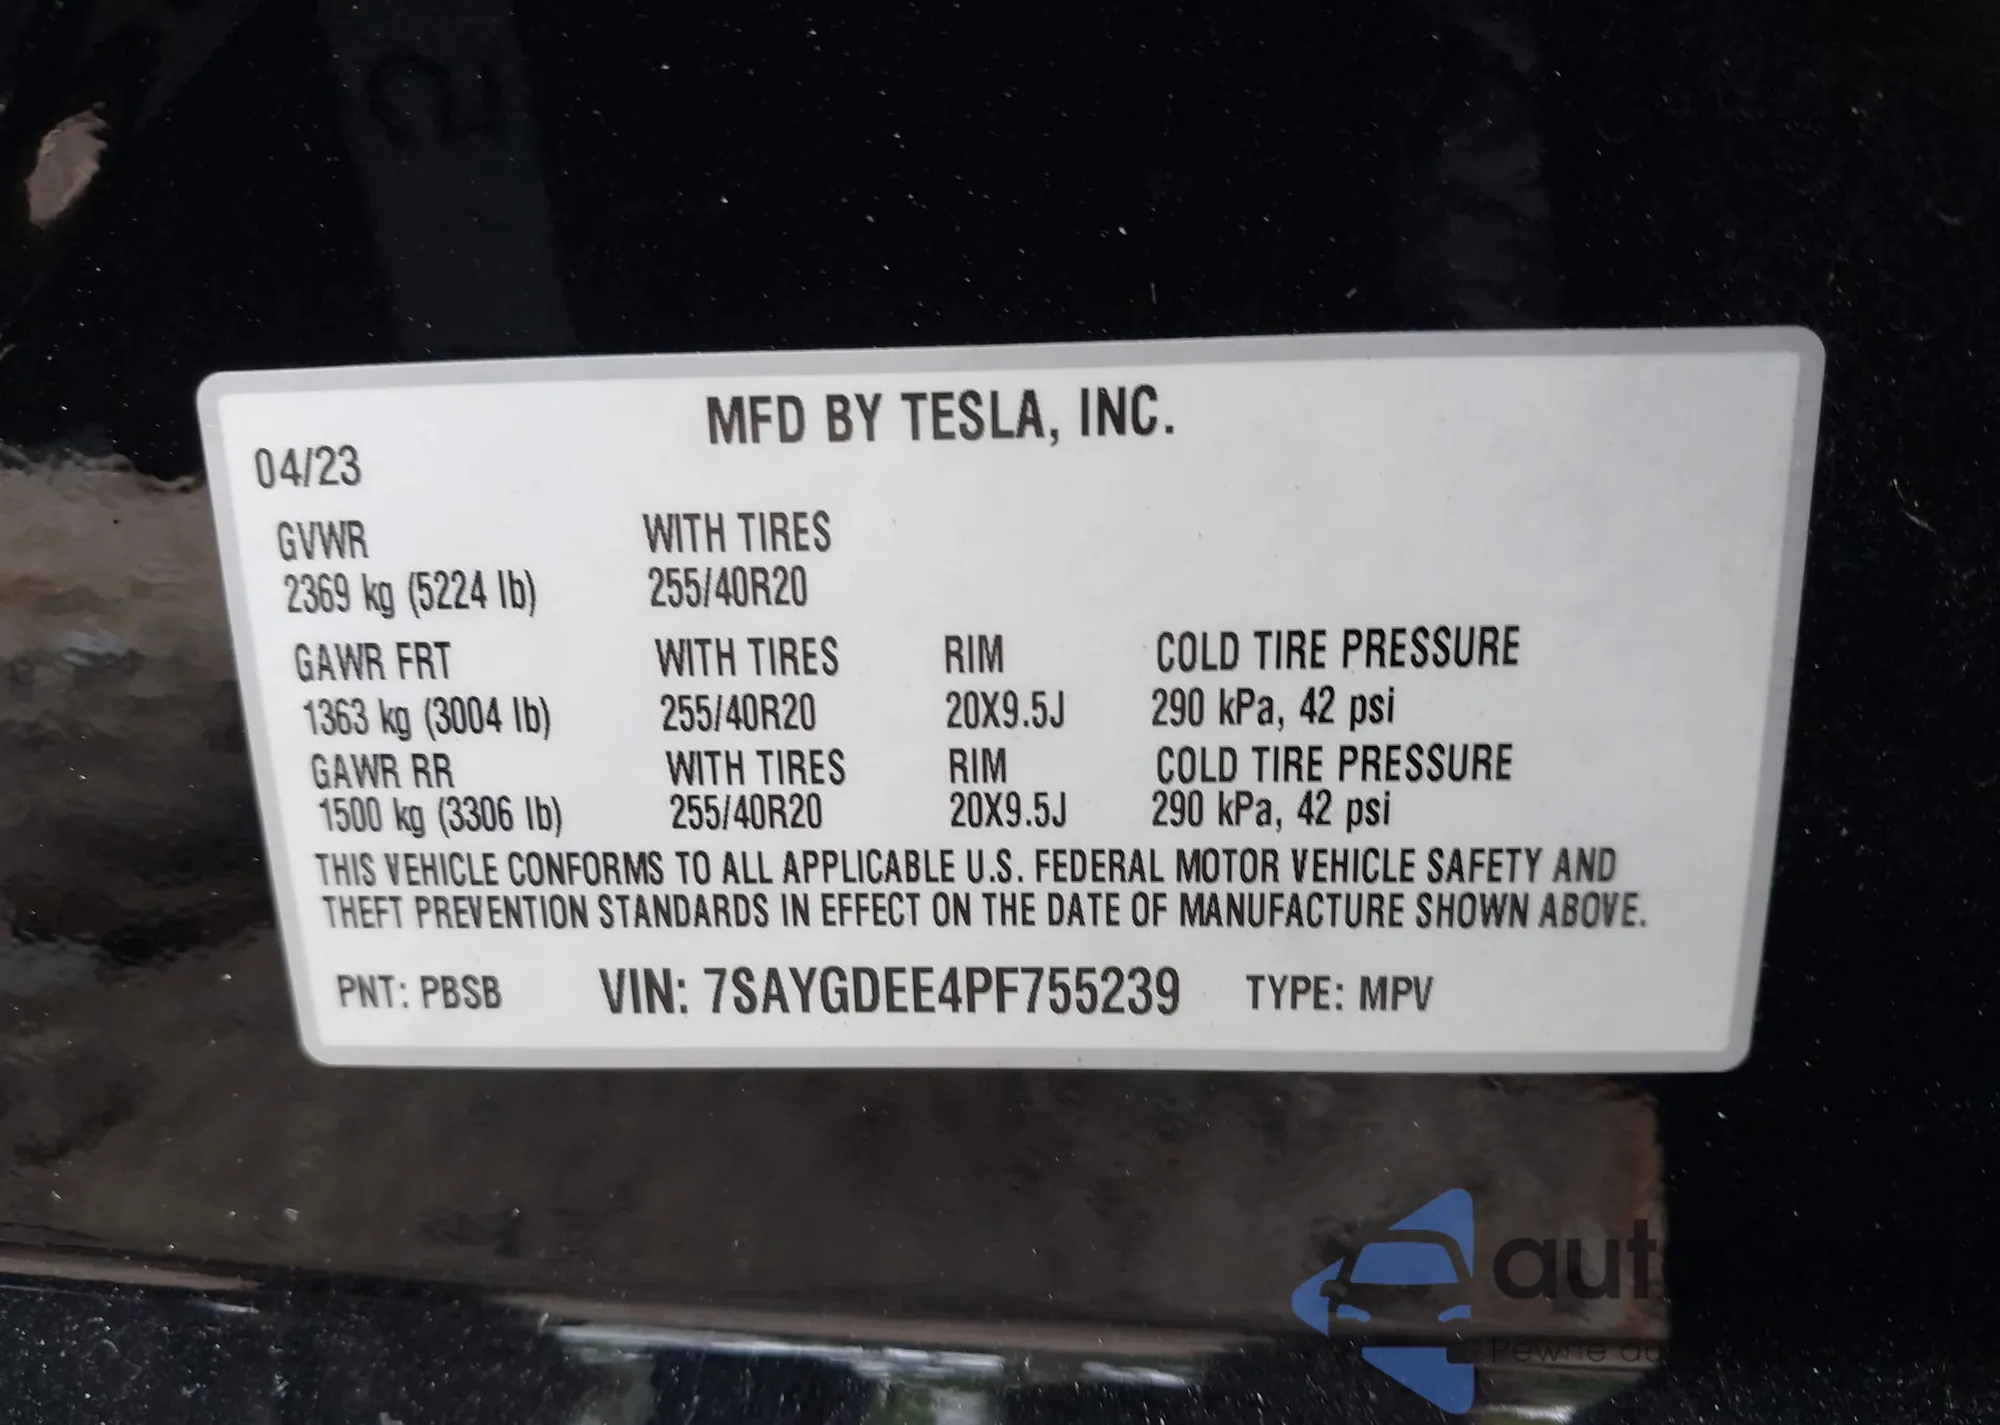 MFD BY TESLA, INC.
04/23
GVWR WITH TIRES
2369 kg (5224 lb) 255/40R20
GAWR FRT WITH TIRES RIM COLD TIRE PRESSURE
1363 kg (3004 lb) 255/40R20 20X9.5J 290 kPa, 42 psi
GAWR RR WITH TIRES RIM COLD TIRE PRESSURE
1500 kg (3306 lb) 255/40R20 20X9.5J 290 kPa, 42 psi
THIS VEHICLE CONFORMS TO ALL APPLICABLE U.S. FEDERAL MOTOR VEHICLE SAFETY AND
THEFT PREVENTION STANDARDS IN EFFECT ON THE DATE OF MANUFACTURE SHOWN ABOVE.
PNT: PBSB VIN: 7SAYGDEE4PF755239 TYPE: MPV
Pewne